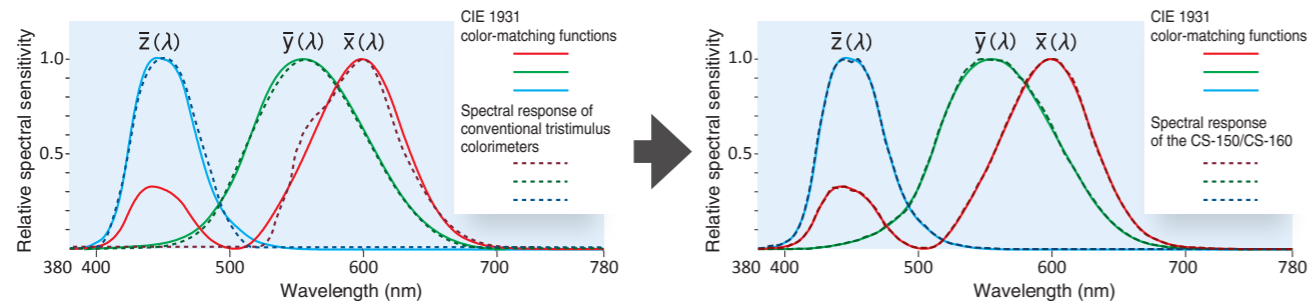 CIE 1931
color-matching functions
z̄(λ)
ȳ(λ)
x̄(λ)
1.0
Relative spectral sensitivity
Spectral response of
conventional tristimulus
colorimeters
0.5
380 400 500 600 700 780
Wavelength (nm)
CIE 1931
color-matching functions
z̄(λ)
ȳ(λ)
x̄(λ)
1.0
Relative spectral sensitivity
Spectral response
of the CS-150/CS-160
0.5
380 400 500 600 700 780
Wavelength (nm)